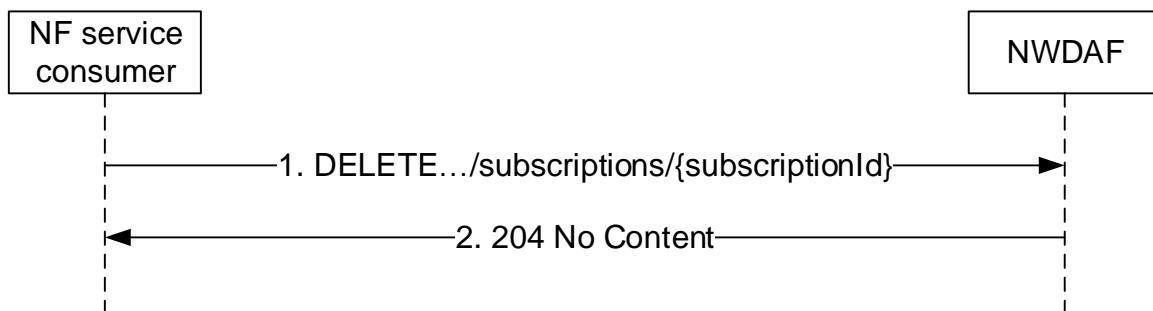 NF service
consumer
NWDAF
1. DELETE…/subscriptions/{subscriptionId}
2. 204 No Content